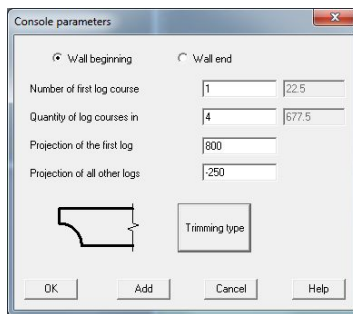 Console parameters
Wall beginning Wall end
Number of first log course 1 22.5
Quantity of log courses in 4 677.5
Projection of the first log 800
Projection of all other logs -250
Trimming type
OK Add Cancel Help